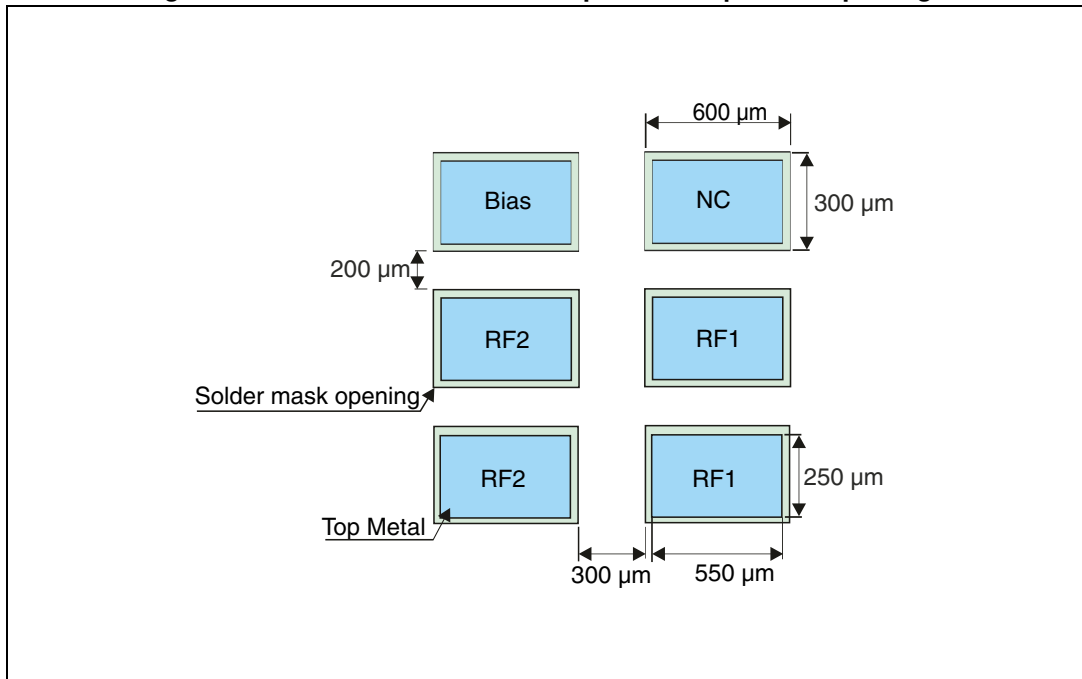 600 µm
Bias
NC
300 µm
200 µm
RF2
RF1
Solder mask opening
RF2
RF1
250 µm
Top Metal
300 µm
550 µm